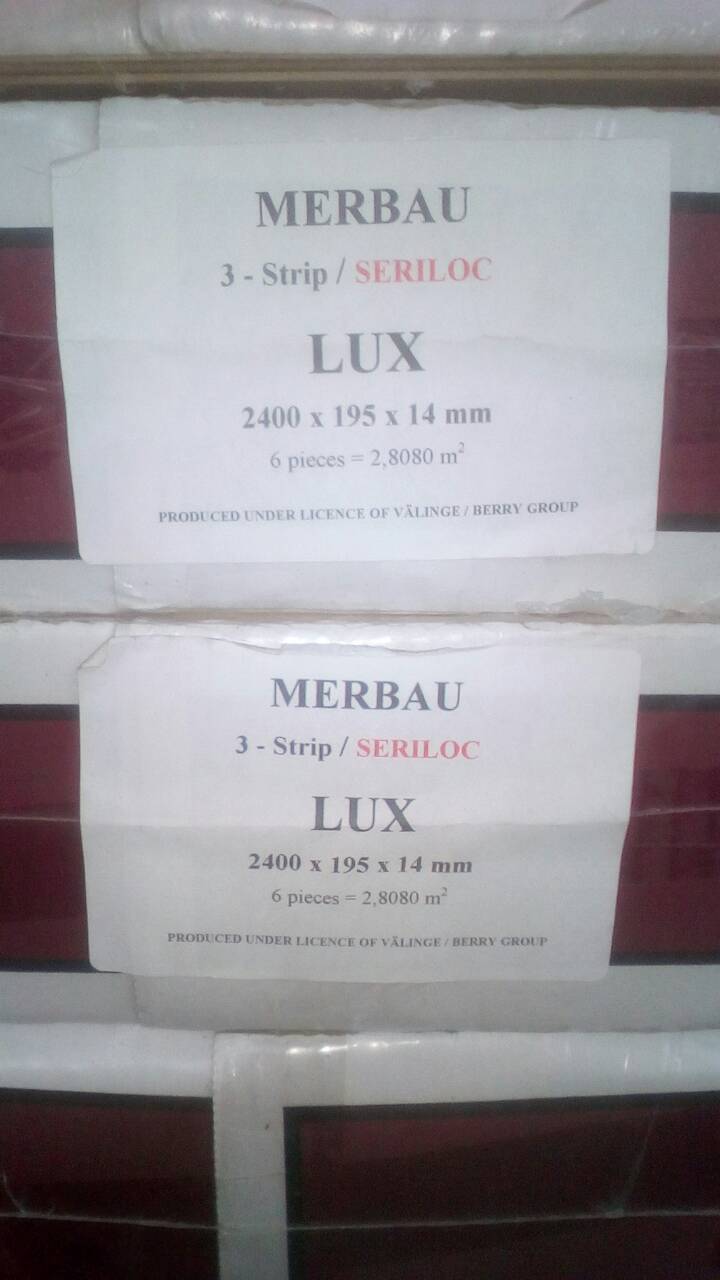 MERBAU
3 - Strip / SERILOC
LUX
2400 x 195 x 14 mm
6 pieces = 2,8080 m²
PRODUCED UNDER LICENCE OF VÄLINGE / BERRY GROUP
MERBAU
3 - Strip / SERILOC
LUX
2400 x 195 x 14 mm
6 pieces = 2,8080 m²
PRODUCED UNDER LICENCE OF VÄLINGE / BERRY GROUP